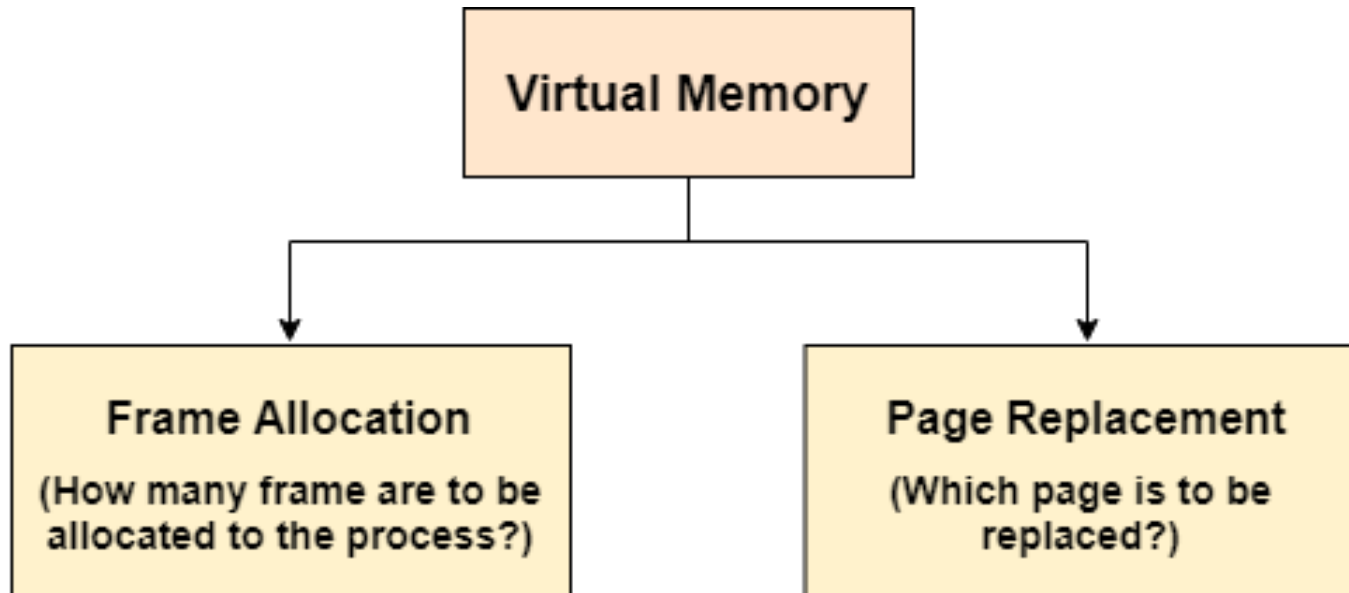 Virtual Memory
Frame Allocation
(How many frame are to be
allocated to the process?)
Page Replacement
(Which page is to be
replaced?)